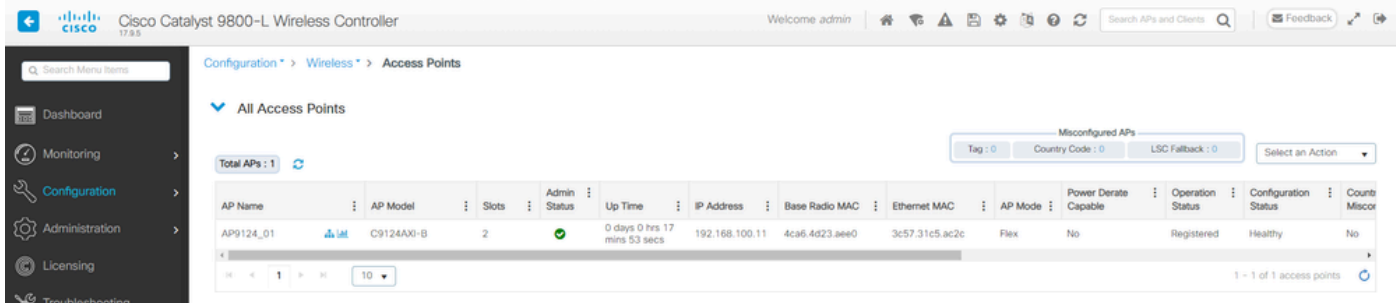 cisco
Cisco Catalyst 9800-L Wireless Controller
17.9.5
Welcome admin
Search APs and Clients
Feedback
Search Menu Items
Dashboard
Monitoring
Configuration
Administration
Licensing
Troubleshooting
Configuration > Wireless > Access Points
All Access Points
Misconfigured APs
Tag : 0 Country Code : 0 LSC Fallback : 0
Select an Action
Total APs : 1
AP Name AP Model Slots Admin Status Up Time IP Address Base Radio MAC Ethernet MAC AP Mode Power Derate Capable Operation Status Configuration Status
AP9124_01 C9124AXI-B 2 0 days 0 hrs 17 mins 53 secs 192.168.100.11 4ca6.4d23.aee0 3c57.31c5.ac2c Flex No Registered Healthy No
1 10 1 - 1 of 1 access points